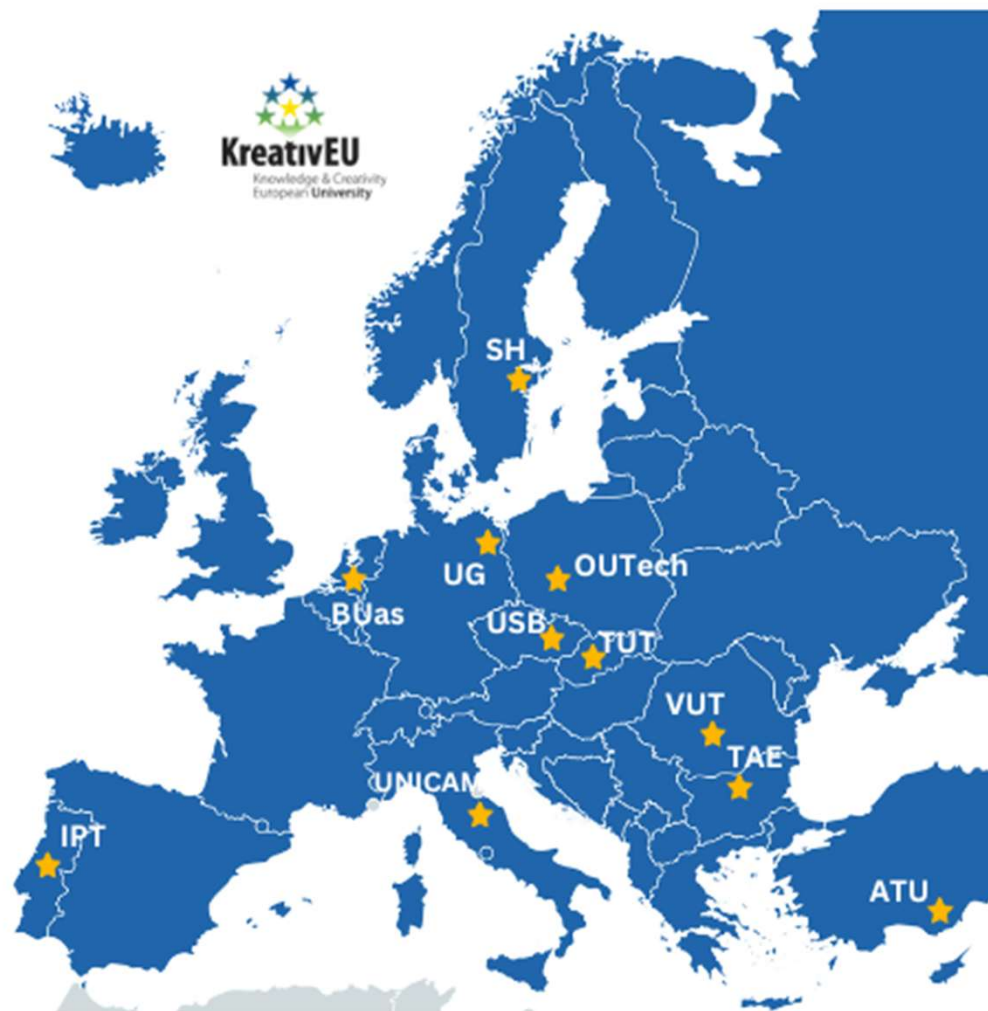 KreativEU
Knowledge & Creativity
European University
SH
UG
OUTech
BUas
USB
TUT
VUT
TAE
UNICAM
IPT
ATU